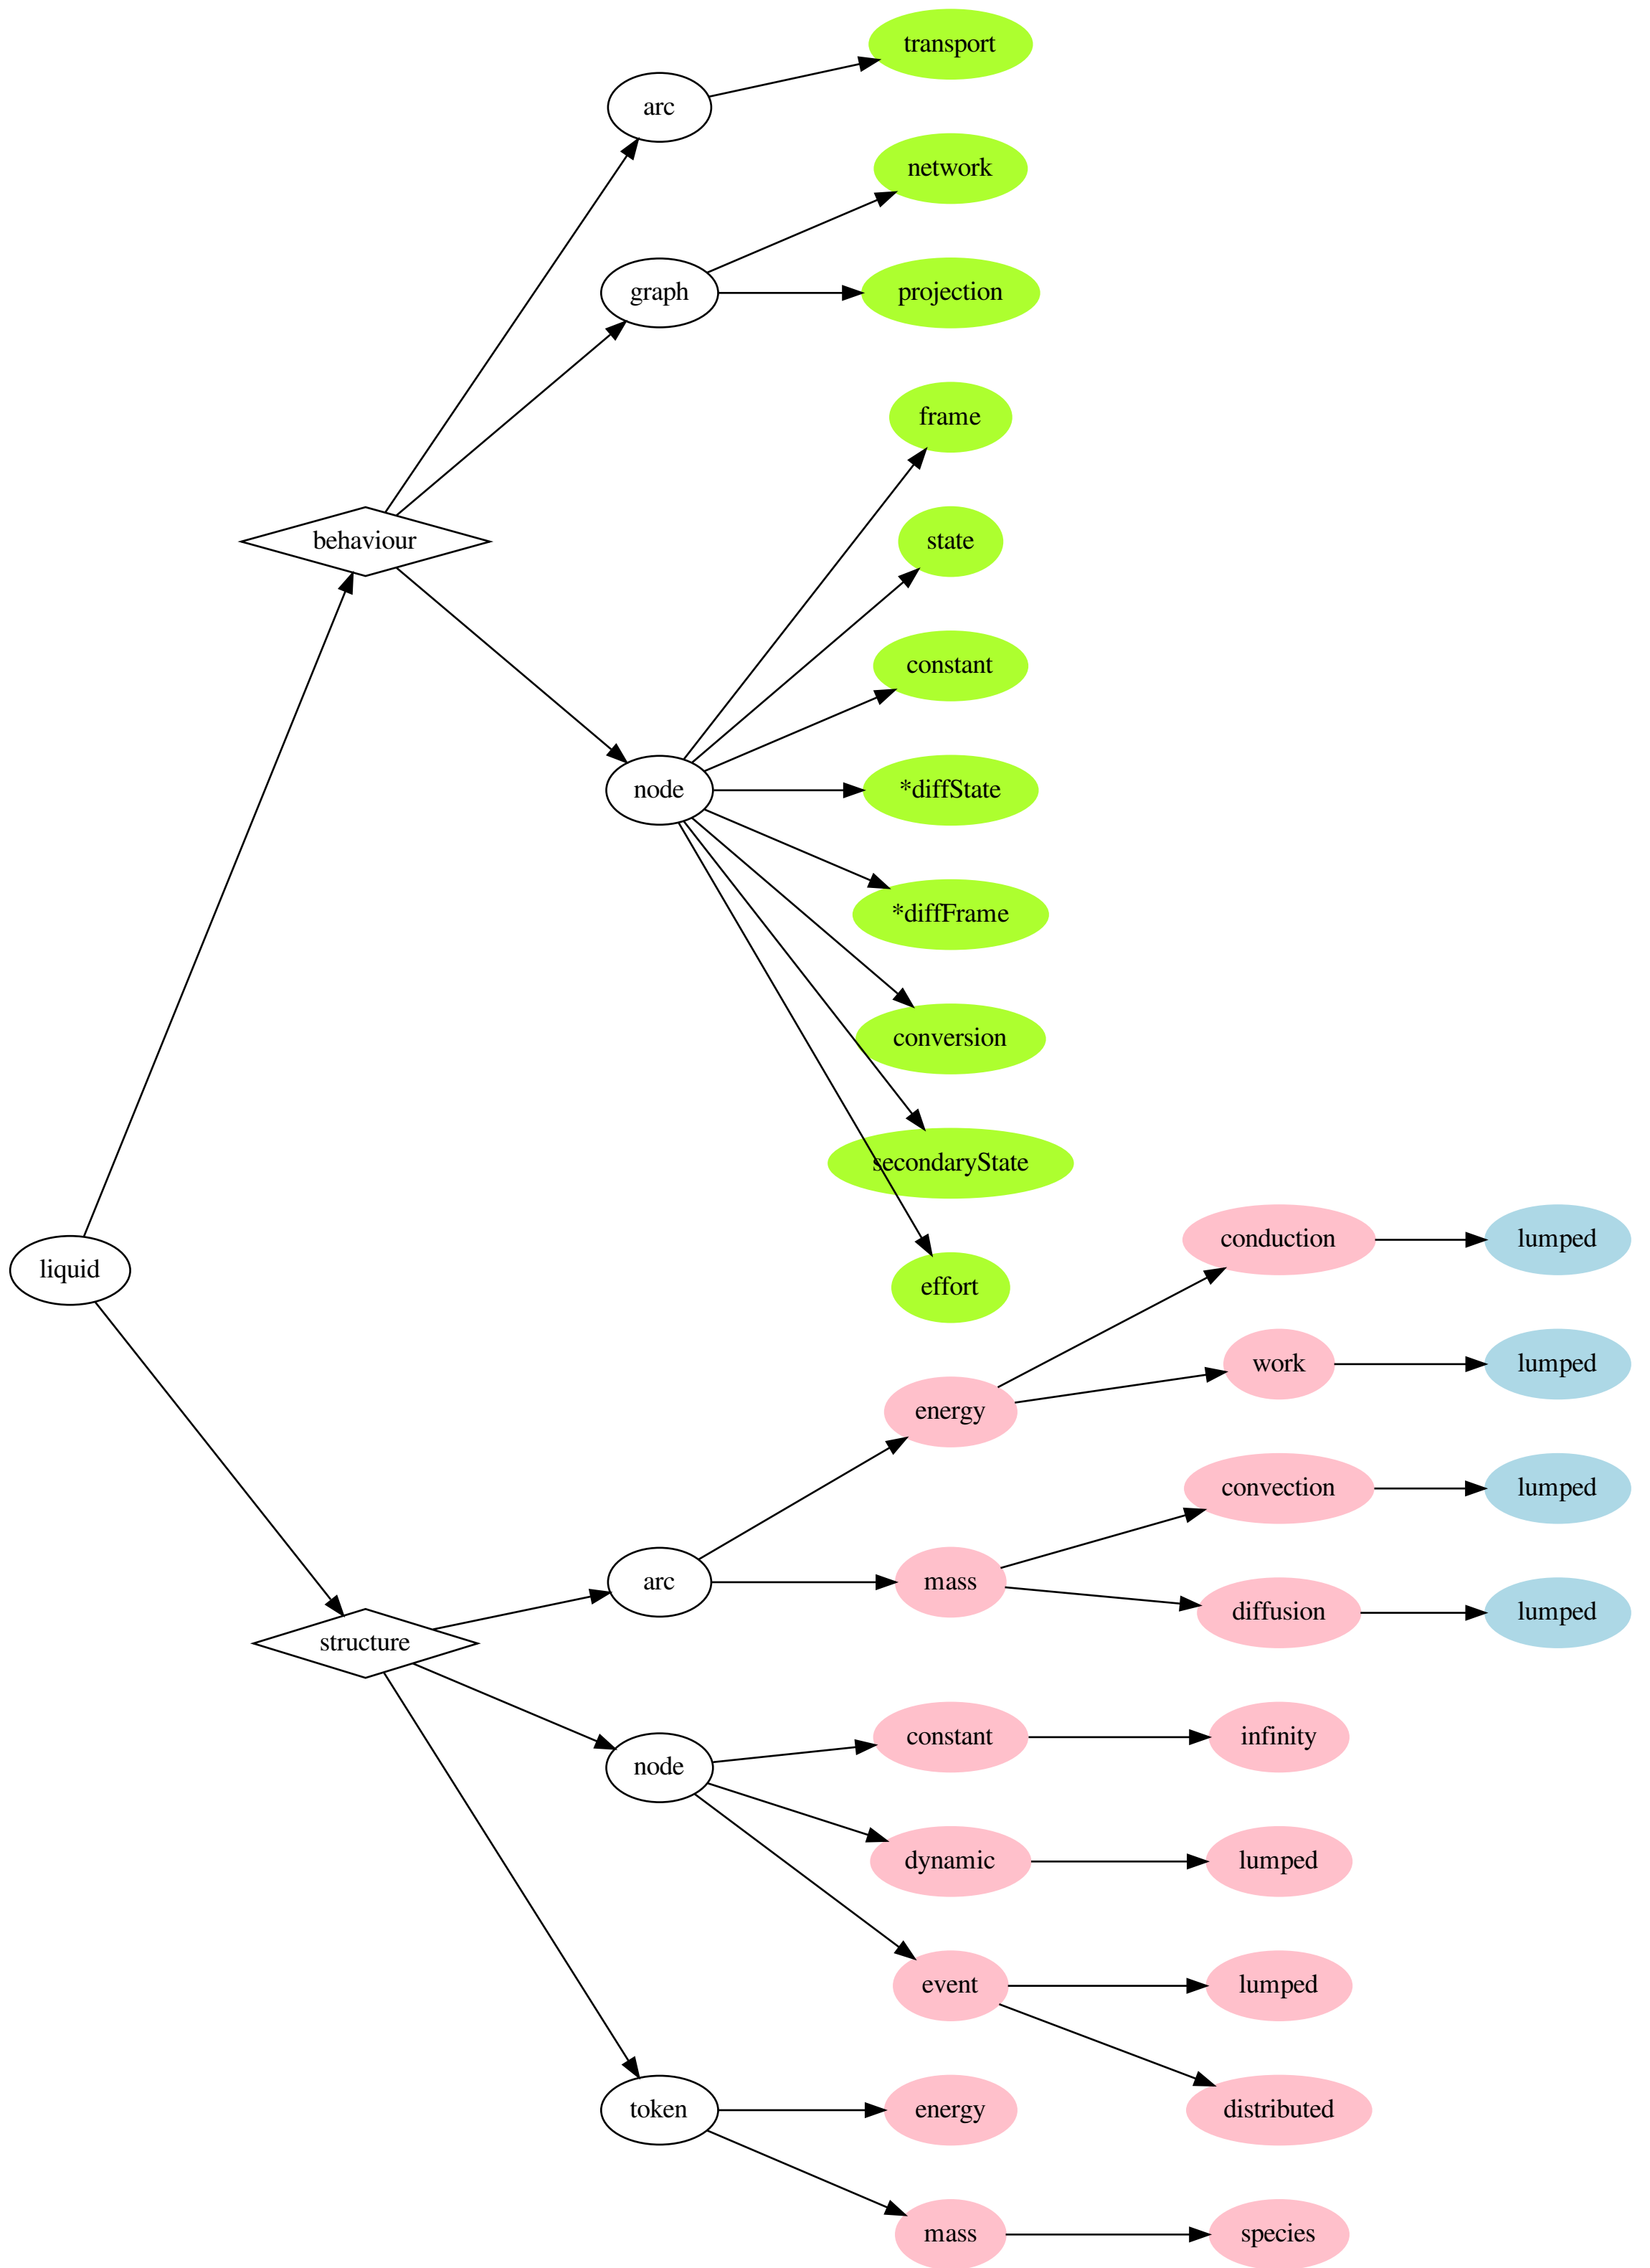 transport
arc
network
graph
projection
frame
state
behaviour
constant
node
*diffState
*diffFrame
conversion
secondaryState
conduction
lumped
liquid
effort
work
lumped
energy
convection
lumped
arc
mass
diffusion
lumped
structure
constant
infinity
node
dynamic
lumped
event
lumped
token
energy
distributed
mass
species